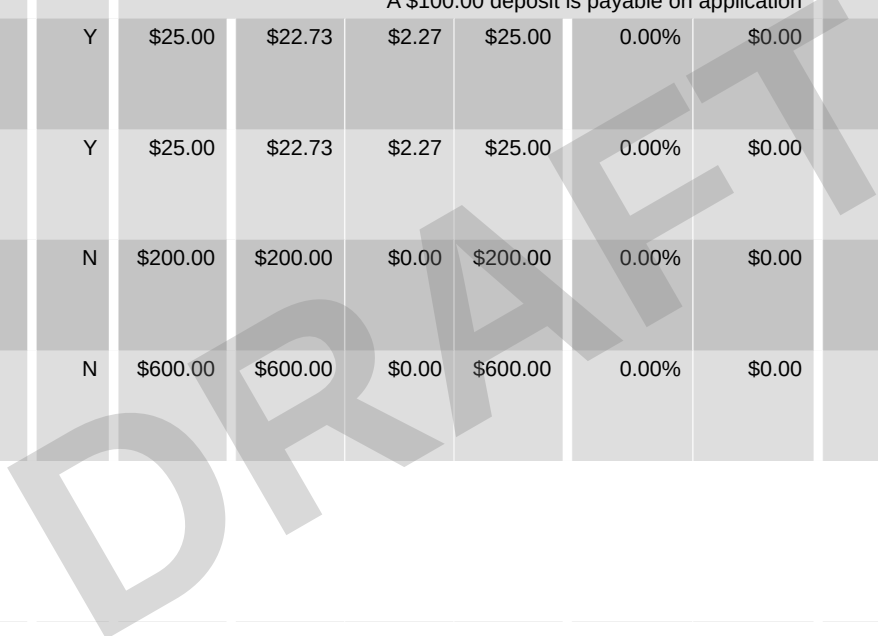 A $100.00 deposit is payable on application
Y $25.00 $22.73 $2.27 $25.00 0.00% $0.00
Y $25.00 $22.73 $2.27 $25.00 0.00% $0.00
N $200.00 $200.00 $0.00 $200.00 0.00% $0.00
N $600.00 $600.00 $0.00 $600.00 0.00% $0.00
DRAFT